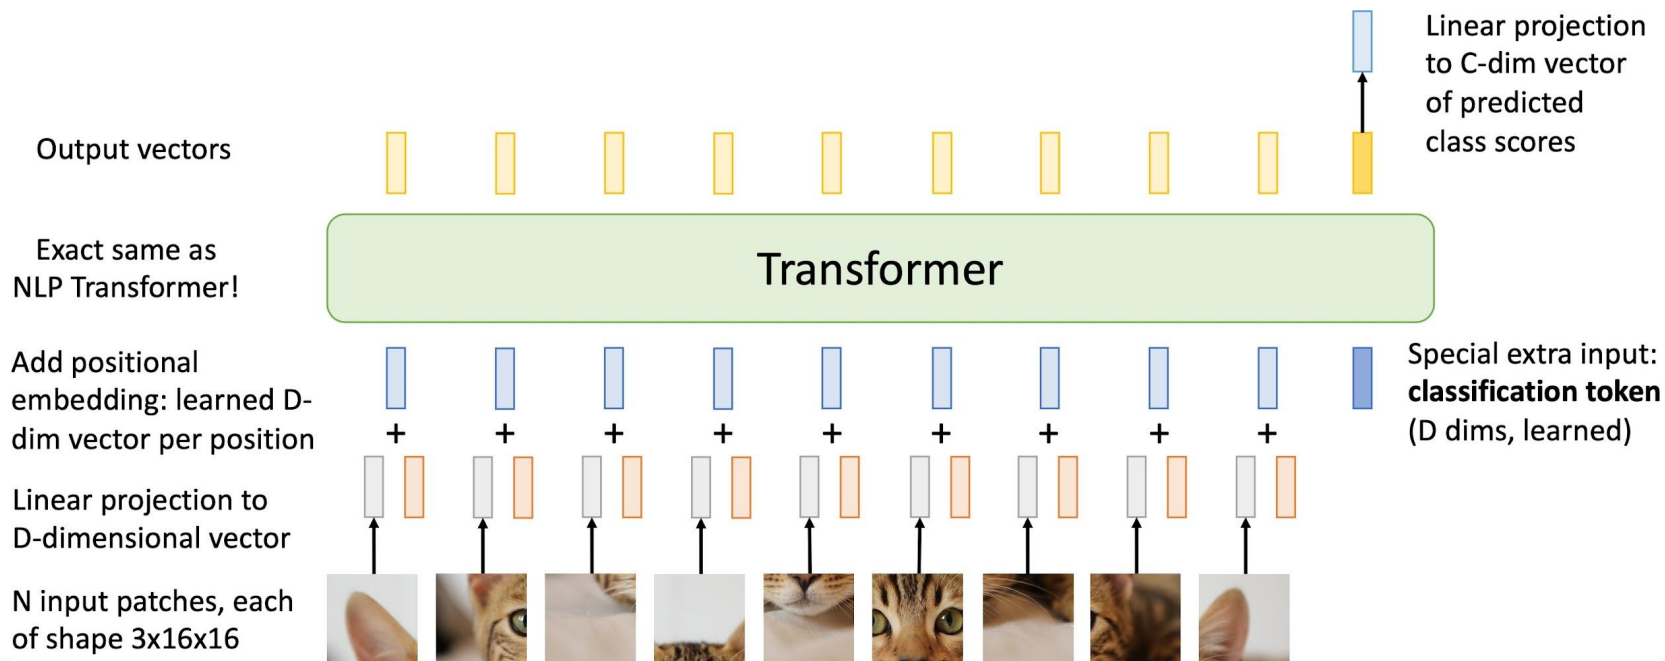 Linear projection
to C-dim vector
of predicted
class scores
Output vectors
Exact same as
NLP Transformer!
Transformer
Add positional
embedding: learned D-
dim vector per position
Special extra input:
classification token
(D dims, learned)
+ + + + + + + + +
Linear projection to
D-dimensional vector
N input patches, each
of shape 3x16x16